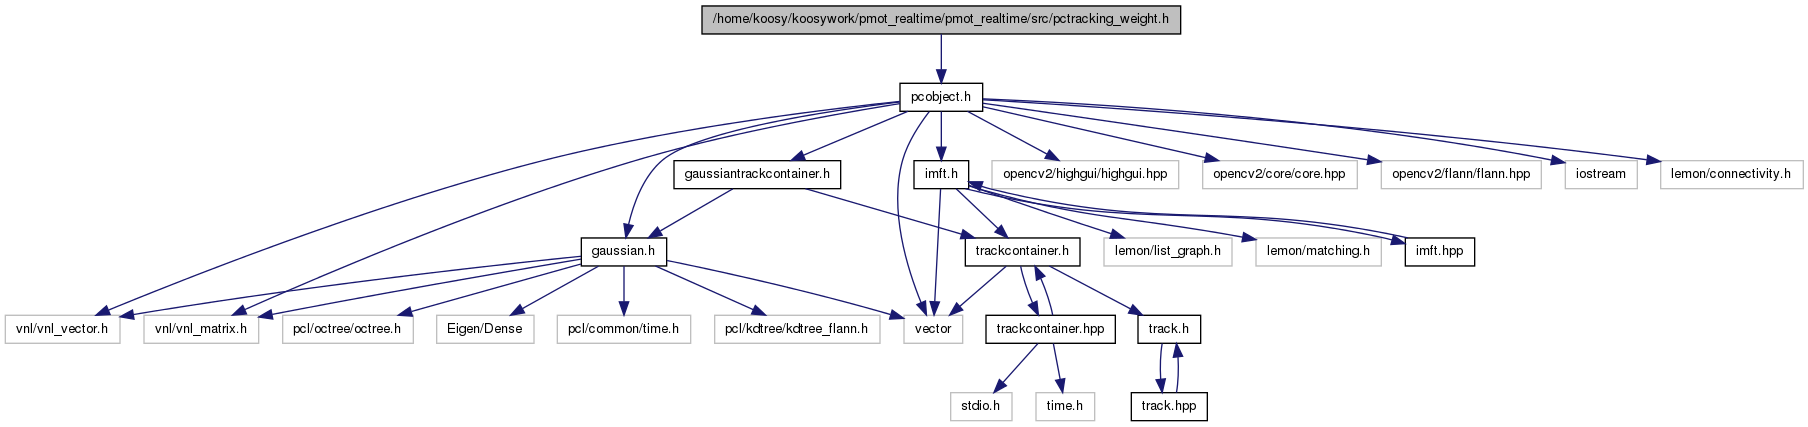 /home/koosy/koosywork/pmot_realtime/pmot_realtime/src/pctracking_weight.h
pcobject.h
gaussiantrackcontainer.h
imft.h
opencv2/highgui/highgui.hpp
opencv2/core/core.hpp
opencv2/flann/flann.hpp
iostream
lemon/connectivity.h
gaussian.h
trackcontainer.h
lemon/list_graph.h
lemon/matching.h
imft.hpp
vnl/vnl_vector.h
vnl/vnl_matrix.h
pcl/octree/octree.h
Eigen/Dense
pcl/common/time.h
pcl/kdtree/kdtree_flann.h
vector
trackcontainer.hpp
track.h
stdio.h
time.h
track.hpp